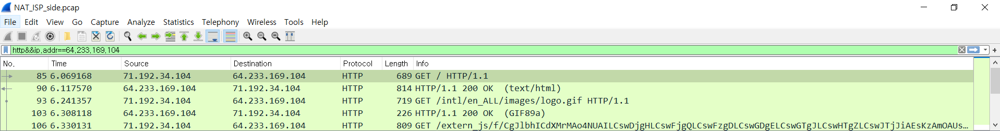 NAT_ISP_side.pcap
File Edit View Go Capture Analyze Statistics Telephony Wireless Tools Help
http&&ip.addr==64.233.169.104
No. Time Source Destination Protocol Length Info
85 6.069168 71.192.34.104 64.233.169.104 HTTP 689 GET / HTTP/1.1
90 6.117570 64.233.169.104 71.192.34.104 HTTP 814 HTTP/1.1 200 OK (text/html)
93 6.241357 71.192.34.104 64.233.169.104 HTTP 719 GET /intl/en_ALL/images/logo.gif HTTP/1.1
103 6.308118 64.233.169.104 71.192.34.104 HTTP 226 HTTP/1.1 200 OK (GIF89a)
106 6.330131 71.192.34.104 64.233.169.104 HTTP 809 GET /extern_js/f/CgJlbhICdXMrMAo4NUAILCswDjgHLCswFjgQLCswFzgDLCswGDgELCswGTgJLCswHTgZLCswJTjJiAEsKzAmOAUs…